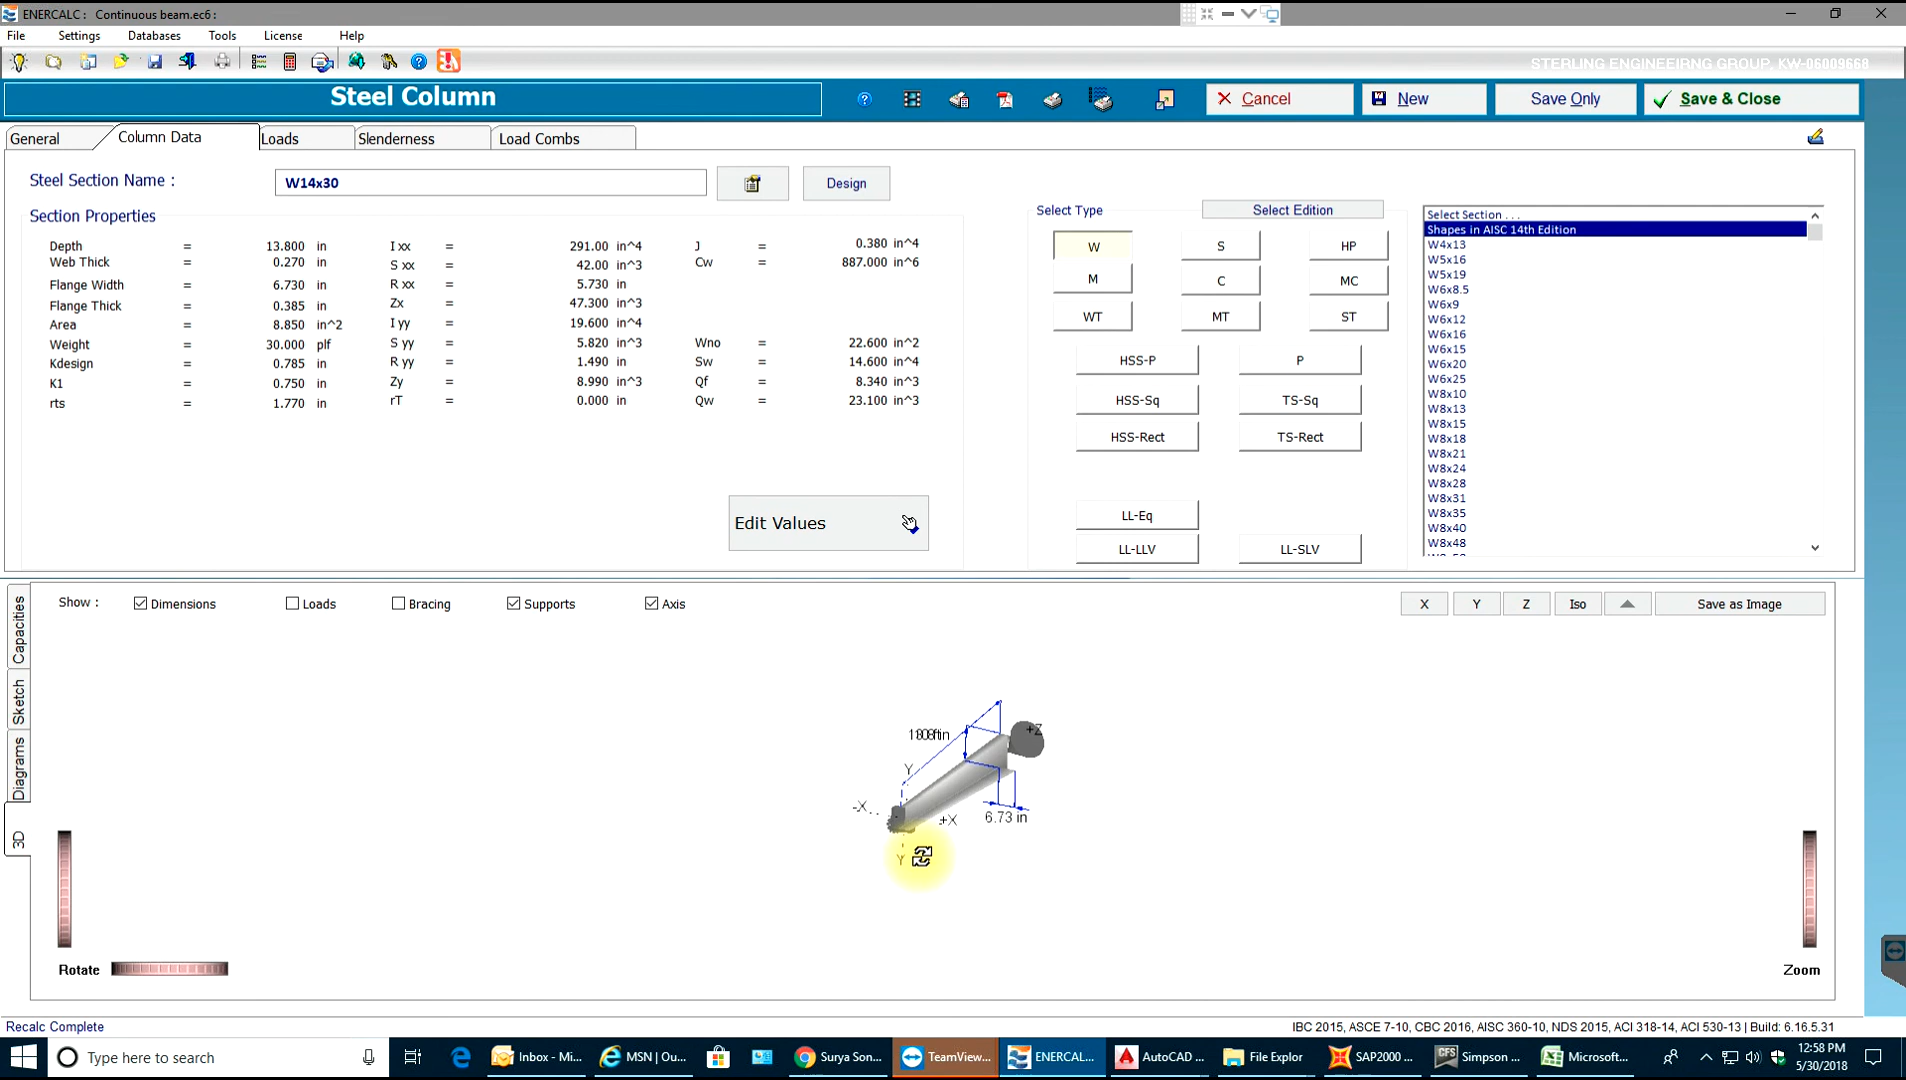 ENERCALC : Continuous beam.ec6 :
File Settings Databases Tools License Help
STERLING ENGINEEIRNG GROUP, KW-06009668
Steel Column
Cancel New Save Only Save & Close
General Column Data Loads Slenderness Load Combs
Steel Section Name : W14x30 Design
Section Properties
Depth = 13.800 in
Web Thick = 0.270 in
Flange Width = 6.730 in
Flange Thick = 0.385 in
Area = 8.850 in^2
Weight = 30.000 plf
Kdesign = 0.785 in
K1 = 0.750 in
rts = 1.770 in
I xx = 291.00 in^4
S xx = 42.00 in^3
R xx = 5.730 in
Zx = 47.300 in^3
I yy = 19.600 in^4
S yy = 5.820 in^3
R yy = 1.490 in
Zy = 8.990 in^3
rT = 0.000 in
J = 0.380 in^4
Cw = 887.000 in^6
Wno = 22.600 in^2
Sw = 14.600 in^4
Qf = 8.340 in^3
Qw = 23.100 in^3
Edit Values
Select Type Select Edition
W S HP
M C MC
WT MT ST
HSS-P P
HSS-Sq TS-Sq
HSS-Rect TS-Rect
LL-Eq
LL-LLV LL-SLV
Select Section . . .
Shapes in AISC 14th Edition
W4x13
W5x16
W5x19
W6x8.5
W6x9
W6x12
W6x16
W6x15
W6x20
W6x25
W8x10
W8x13
W8x15
W8x18
W8x21
W8x24
W8x28
W8x31
W8x35
W8x40
W8x48
Capacities
Sketch
Diagrams
3D
Show : Dimensions Loads Bracing Supports Axis
X Y Z Iso Save as Image
+Z
Y
-X
+X
6.73 in
Y
Rotate
Zoom
Recalc Complete
IBC 2015, ASCE 7-10, CBC 2016, AISC 360-10, NDS 2015, ACI 318-14, ACI 530-13 | Build: 6.16.5.31
Type here to search
Inbox - Mi...
MSN | Ou...
Surya Son...
TeamView...
ENERCAL...
AutoCAD ...
File Explor
SAP2000 ...
CFS Simpson ...
Microsoft...
12:58 PM
5/30/2018